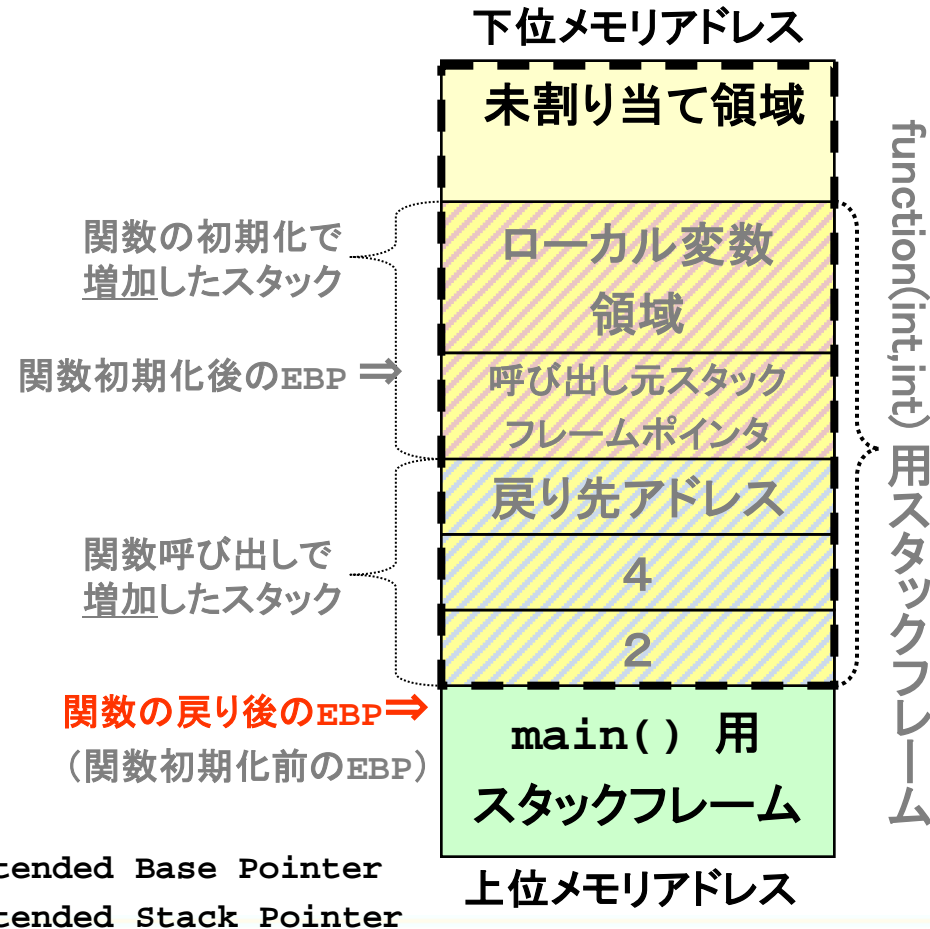 下位メモリアドレス
未割り当て領域
関数の初期化で
増加したスタック
ローカル変数
領域
関数初期化後のEBP ⇒
呼び出し元スタック
フレームポインタ
戻り先アドレス
関数呼び出しで
増加したスタック
4
2
function(int,int) 用スタックフレーム
関数の戻り後のEBP⇒
（関数初期化前のEBP）
main() 用
スタックフレーム
tended Base Pointer
tended Stack Pointer
上位メモリアドレス